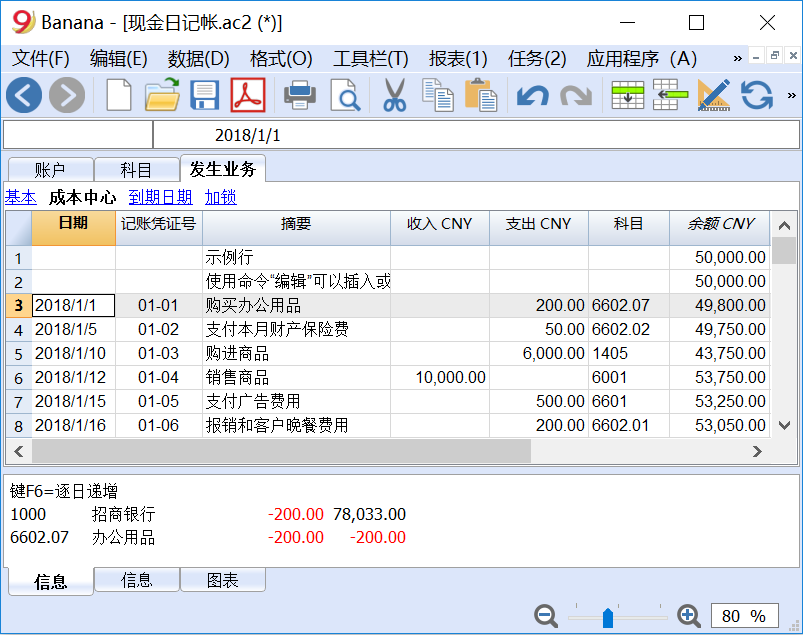 9 Banana - [现金日记帐.ac2 (*)]
文件(F) 编辑(E) 数据(D) 格式(O) 工具栏(T) 报表(1) 任务(2) 应用程序 (A) »
»
2018/1/1
账户 科目 发生业务
基本 成本中心 到期日期 加锁
日期 记账凭证号 摘要 收入 CNY 支出 CNY 科目 余额 CNY
1 示例行 50,000.00
2 使用命令“编辑”可以插入或 50,000.00
3 2018/1/1 01-01 购买办公用品 200.00 6602.07 49,800.00
4 2018/1/5 01-02 支付本月财产保险费 50.00 6602.02 49,750.00
5 2018/1/10 01-03 购进商品 6,000.00 1405 43,750.00
6 2018/1/12 01-04 销售商品 10,000.00 6001 53,750.00
7 2018/1/15 01-05 支付广告费用 500.00 6601 53,250.00
8 2018/1/16 01-06 报销和客户晚餐费用 200.00 6602.01 53,050.00
键F6=逐日递增
1000 招商银行 -200.00 78,033.00
6602.07 办公用品 -200.00 -200.00
信息 信息 图表
80 %